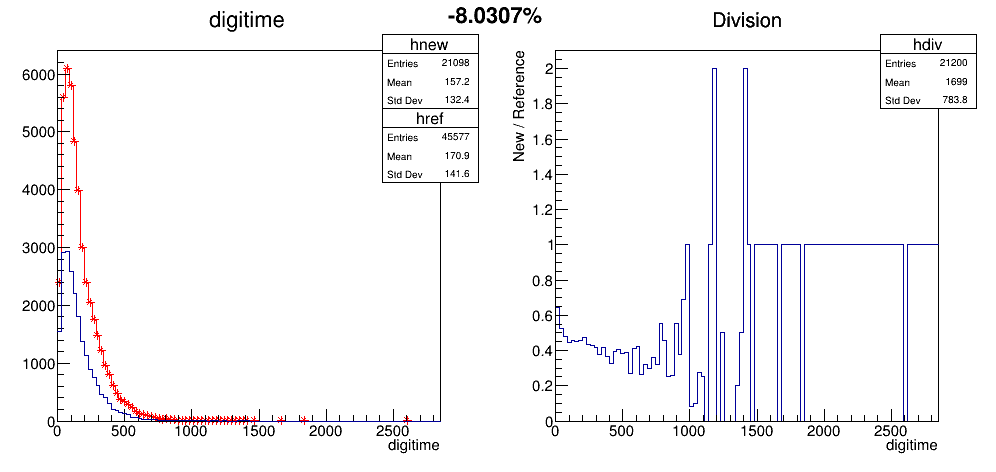 -8.0307%
digitime
hnew
Entries 21098
Mean 157.2
Std Dev 132.4
href
Entries 45577
Mean 170.9
Std Dev 141.6
6000
5000
4000
3000
2000
1000
0
0 500 1000 1500 2000 2500
digitime
Division
hdiv
Entries 21200
Mean 1699
Std Dev 783.8
New / Reference
2
1.8
1.6
1.4
1.2
1
0.8
0.6
0.4
0.2
0
0 500 1000 1500 2000 2500
digitime